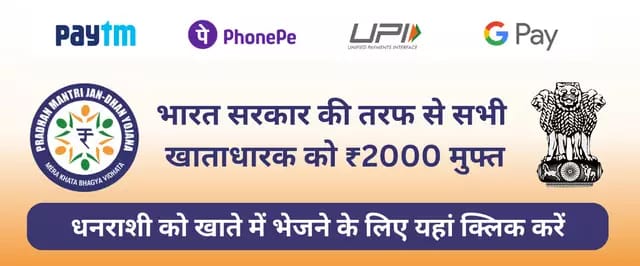 paytm
पे PhonePe
UPI
UNIFIED PAYMENTS INTERFACE
G Pay
PRADHAN MANTRI JAN-DHAN YOJANA
MERA KHATA BHAGYA VIDHATA
भारत सरकार की तरफ से सभी
खाताधारक को ₹2000 मुफ्त
धनराशी को खाते में भेजने के लिए यहां क्लिक करें